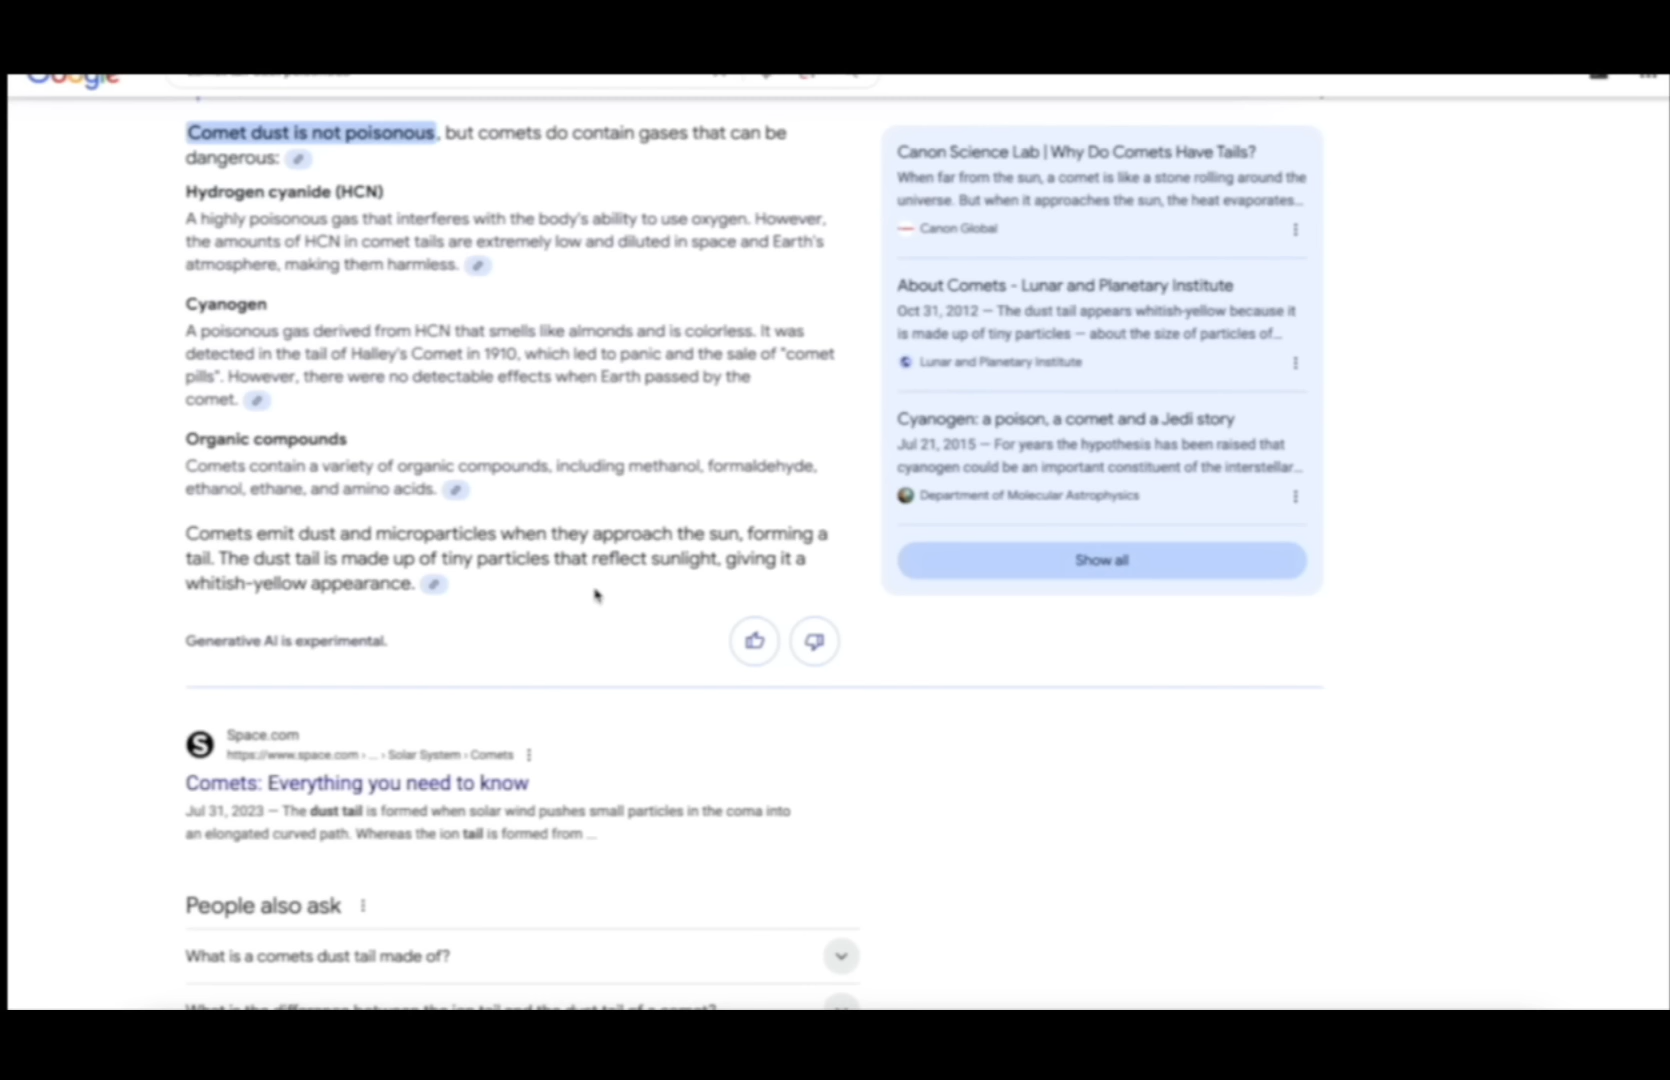 Google
Comet dust is not poisonous, but comets do contain gases that can be
dangerous:
Hydrogen cyanide (HCN)
A highly poisonous gas that interferes with the body's ability to use oxygen. However,
the amounts of HCN in comet tails are extremely low and diluted in space and Earth's
atmosphere, making them harmless.
Cyanogen
A poisonous gas derived from HCN that smells like almonds and is colorless. It was
detected in the tail of Halley's Comet in 1910, which led to panic and the sale of "comet
pills". However, there were no detectable effects when Earth passed by the
comet.
Organic compounds
Comets contain a variety of organic compounds, including methanol, formaldehyde,
ethanol, ethane, and amino acids.
Comets emit dust and microparticles when they approach the sun, forming a
tail. The dust tail is made up of tiny particles that reflect sunlight, giving it a
whitish-yellow appearance.
Generative AI is experimental.
Canon Science Lab | Why Do Comets Have Tails?
When far from the sun, a comet is like a stone rolling around the
universe. But when it approaches the sun, the heat evaporates...
Canon Global
About Comets - Lunar and Planetary Institute
Oct 31, 2012 — The dust tail appears whitish-yellow because it
is made up of tiny particles — about the size of particles of...
Lunar and Planetary Institute
Cyanogen: a poison, a comet and a Jedi story
Jul 21, 2015 — For years the hypothesis has been raised that
cyanogen could be an important constituent of the interstellar...
Department of Molecular Astrophysics
Show all
Space.com
https://www.space.com › ... › Solar System › Comets
Comets: Everything you need to know
Jul 31, 2023 — The dust tail is formed when solar wind pushes small particles in the coma into
an elongated curved path. Whereas the ion tail is formed from ...
People also ask
What is a comets dust tail made of?
What is the difference between the ion tail and the dust tail of a comet?